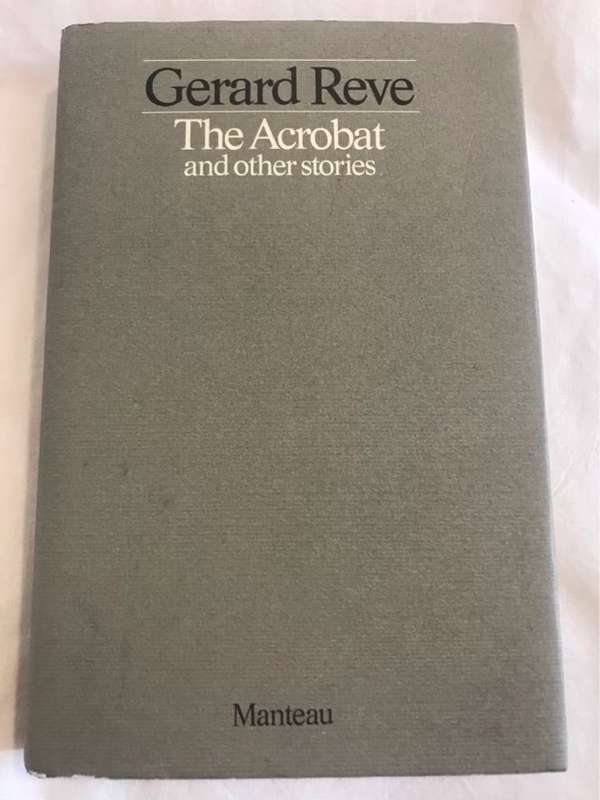 Gerard Reve
The Acrobat
and other stories
Manteau